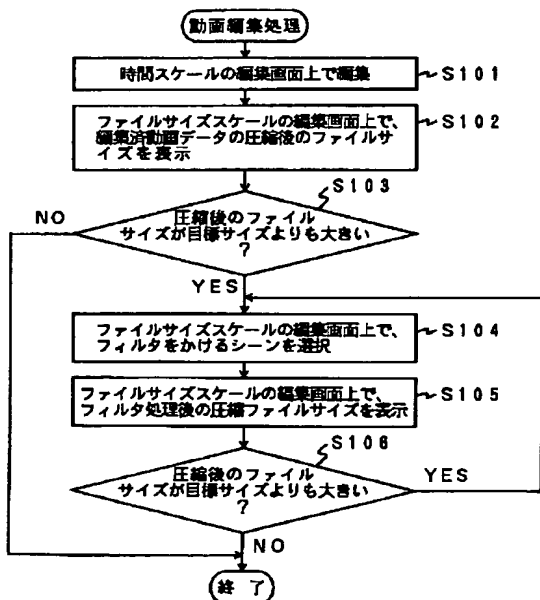 動画編集処理
時間スケールの編集画面上で編集
S101
ファイルサイズスケールの編集画面上で、
編集済動画データの圧縮後のファイルサ
イズを表示
S102
S103
NO
圧縮後のファイル
サイズが目標サイズよりも大きい
?
YES
ファイルサイズスケールの編集画面上で、
フィルタをかけるシーンを選択
S104
ファイルサイズスケールの編集画面上で、
フィルタ処理後の圧縮ファイルサイズを表示
S105
S106
圧縮後のファイル
サイズが目標サイズよりも大きい
?
YES
NO
終了